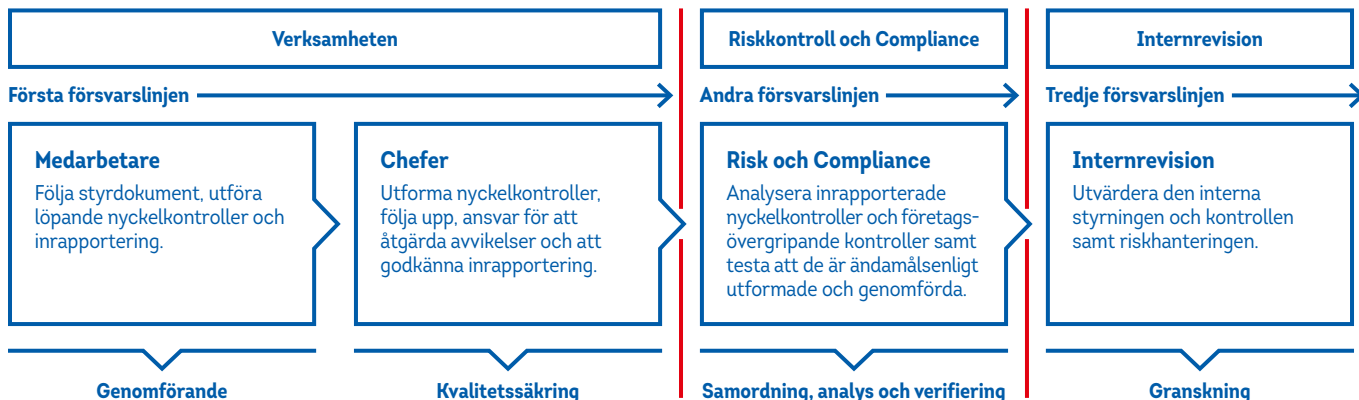 Verksamheten
Riskkontroll och Compliance
Internrevision
Första försvarslinjen
Andra försvarslinjen
Tredje försvarslinjen
Medarbetare
Följa styrdokument, utföra
löpande nyckelkontroller och
inrapportering.
Chefer
Utforma nyckelkontroller,
följa upp, ansvar för att
åtgärda avvikelser och att
godkänna inrapportering.
Risk och Compliance
Analysera inrapporterade
nyckelkontroller och företags-
övergripande kontroller samt
testa att de är ändamålsenligt
utformade och genomförda.
Internrevision
Utvärdera den interna
styrningen och kontrollen
samt riskhanteringen.
Genomförande
Kvalitetssäkring
Samordning, analys och verifiering
Granskning